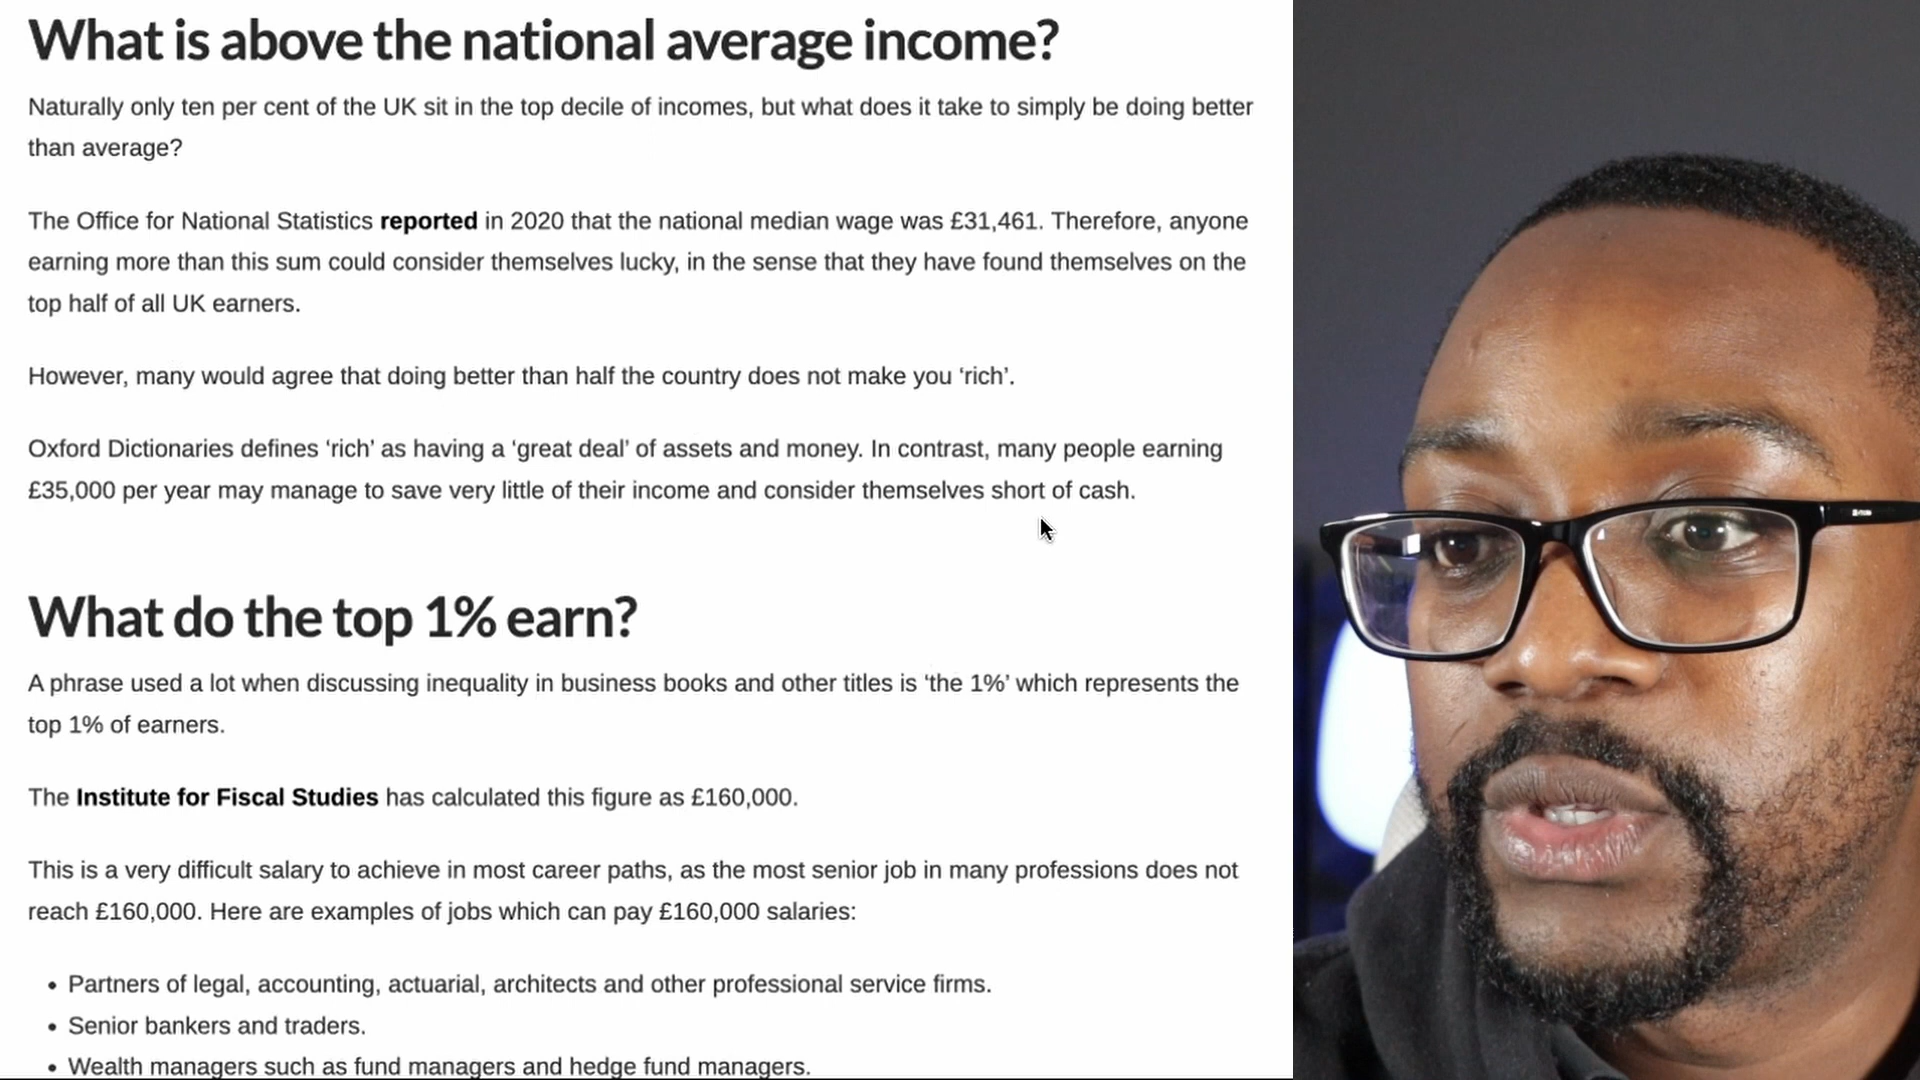 What is above the national average income?
Naturally only ten per cent of the UK sit in the top decile of incomes, but what does it take to simply be doing better
than average?
The Office for National Statistics reported in 2020 that the national median wage was £31,461. Therefore, anyone
earning more than this sum could consider themselves lucky, in the sense that they have found themselves on the
top half of all UK earners.
However, many would agree that doing better than half the country does not make you ‘rich’.
Oxford Dictionaries defines ‘rich’ as having a ‘great deal’ of assets and money. In contrast, many people earning
£35,000 per year may manage to save very little of their income and consider themselves short of cash.
What do the top 1% earn?
A phrase used a lot when discussing inequality in business books and other titles is ‘the 1%’ which represents the
top 1% of earners.
The Institute for Fiscal Studies has calculated this figure as £160,000.
This is a very difficult salary to achieve in most career paths, as the most senior job in many professions does not
reach £160,000. Here are examples of jobs which can pay £160,000 salaries:
• Partners of legal, accounting, actuarial, architects and other professional service firms.
• Senior bankers and traders.
• Wealth managers such as fund managers and hedge fund managers.